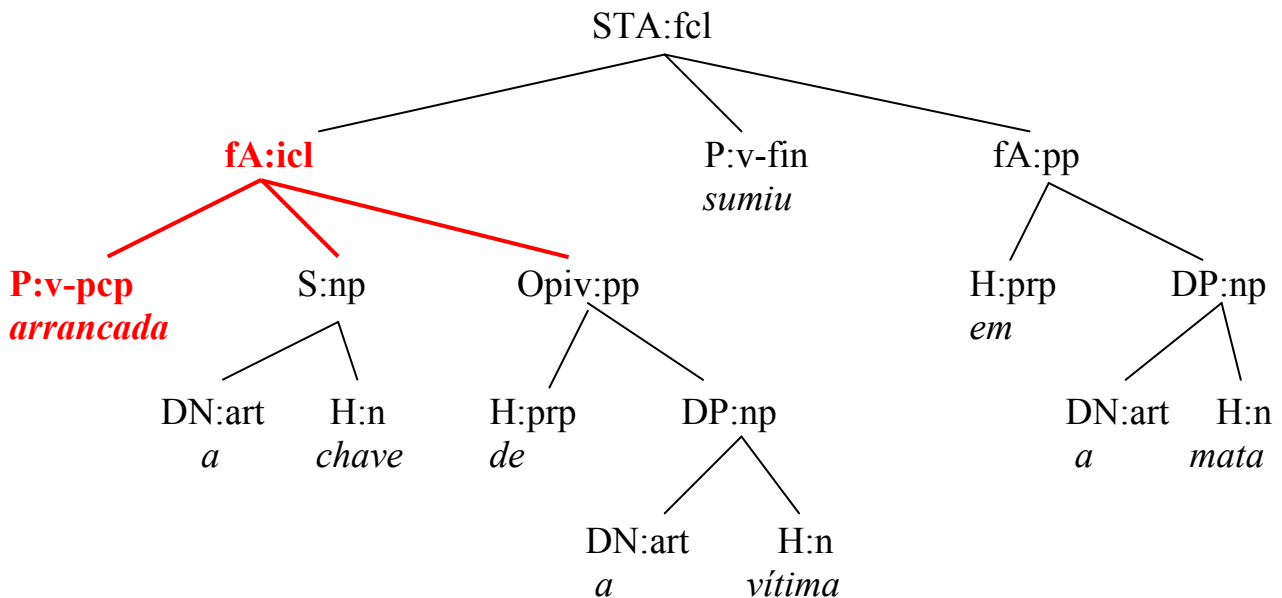 STA:fcl
fA:icl P:v-fin fA:pp
sumiu
P:v-pcp S:np Opiv:pp H:prp DP:np
arrancada em
DN:art H:n H:prp DP:np DN:art H:n
a chave de a mata
DN:art H:n
a vítima